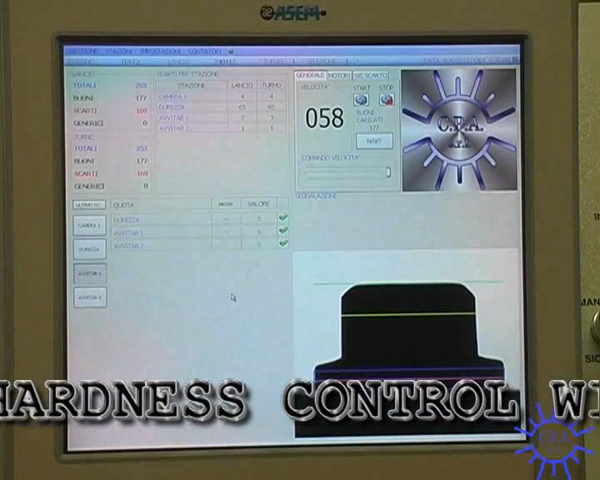 ASEM
GESTIONE STAZIONI IMPOSTAZIONI CONTATORI
LANCIO
TOTALI 253
BUONI 177
SCARTI 169
GENERICI 0
TURNO
TOTALI 253
BUONI 177
SCARTI 169
GENERICI 0
SCARTI PER STAZIONE
STAZIONE LANCIO TURNO
CAMERA 1 4 4
DUREZZA 65 65
AVVITAB 1
AVVITAB 2 1 1
GENERALE MOTORI SIC SCARTO
VELOCITA'
058
START STOP
BUONI
CARICATI
177
RESET
COMANDO VELOCITA'
C.P.A.
SEGNALAZIONI
QUOTA VALORE
DUREZZA 0
AVVITAB 1 0
AVVITAB 2 0
CAMERA 1
DUREZZA
AVVITAB 1
AVVITAB 2
MAN
SIC
HARDNESS CONTROL WI